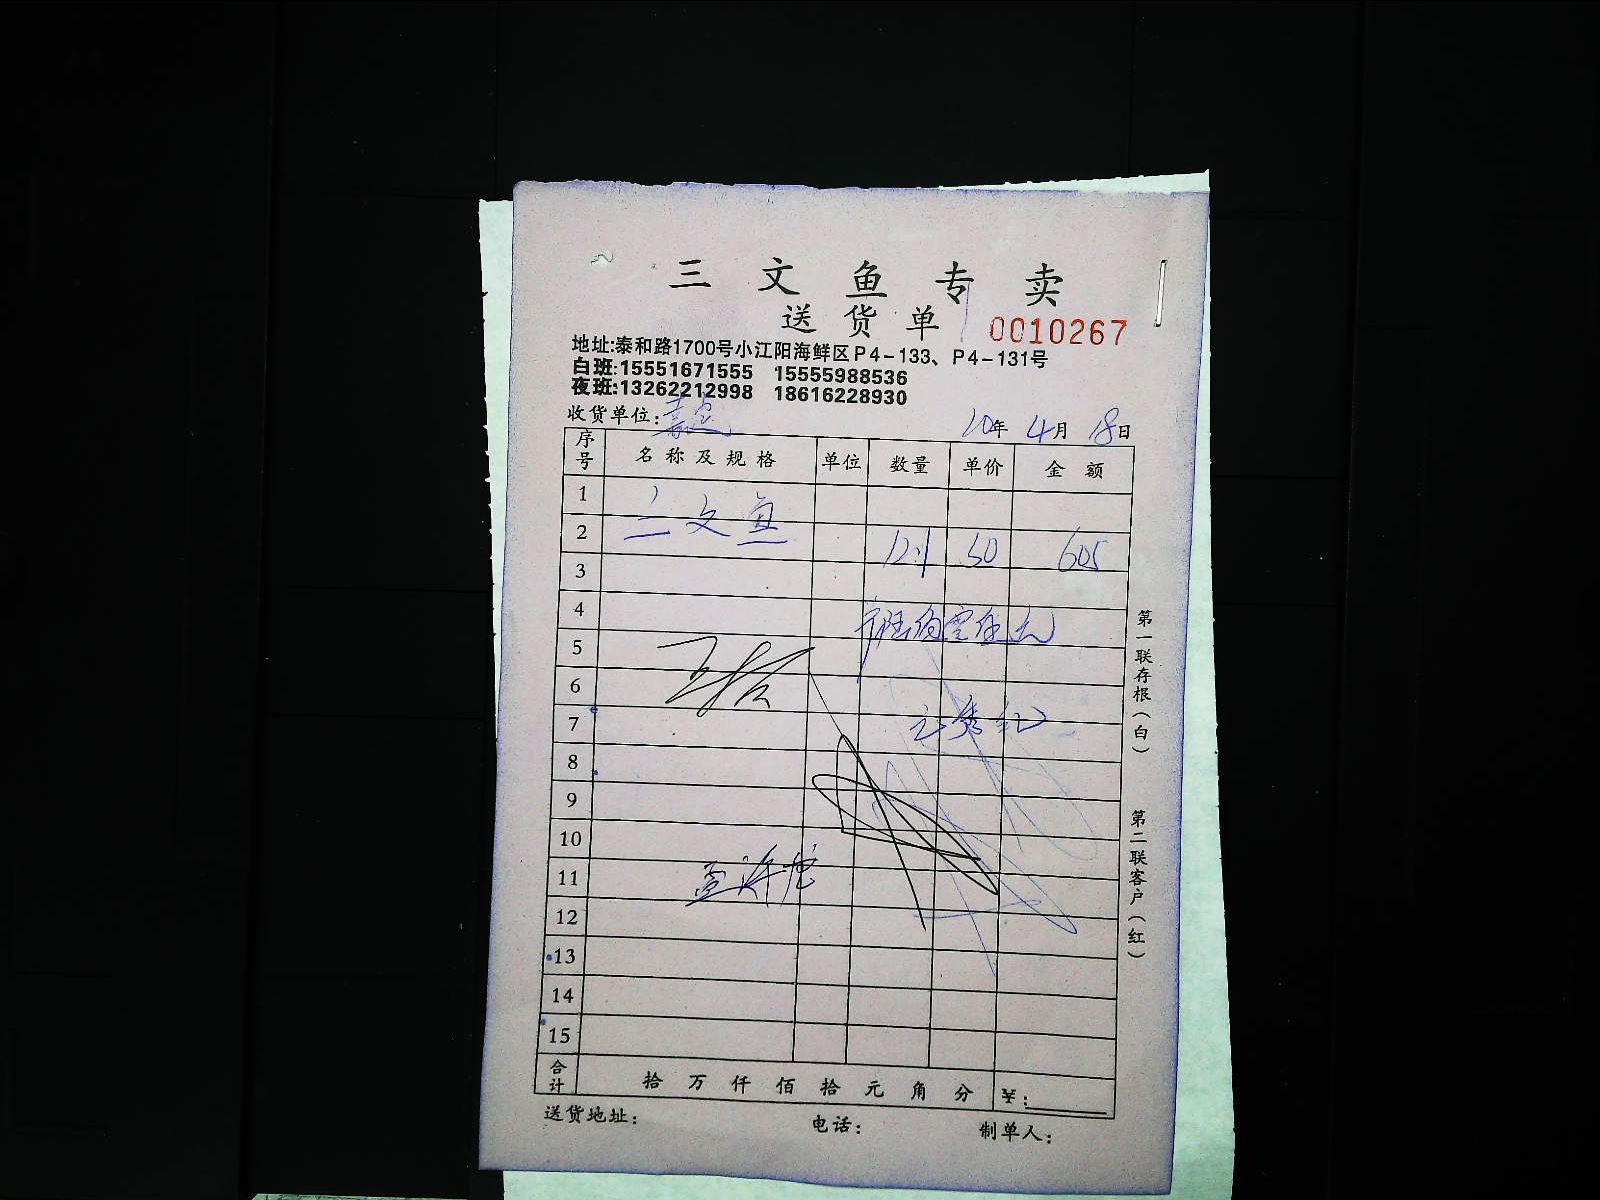 三文鱼专卖
送货单 0010267
地址:泰和路1700号小江阳海鲜区P4-133、P4-131号
白班:15551671555 15555988536
夜班:13262212998 18616228930
收货单位: 20年4月18日
序号 名称及规格 单位 数量 单价 金额
1
三文鱼
2 12.1 50 605
3
4
5
6
7
8
9
10
11
12
13
14
15
合计 拾万仟佰拾元角分 ¥:
送货地址: 电话: 制单人:
第一联存根(白)
第二联客户(红)